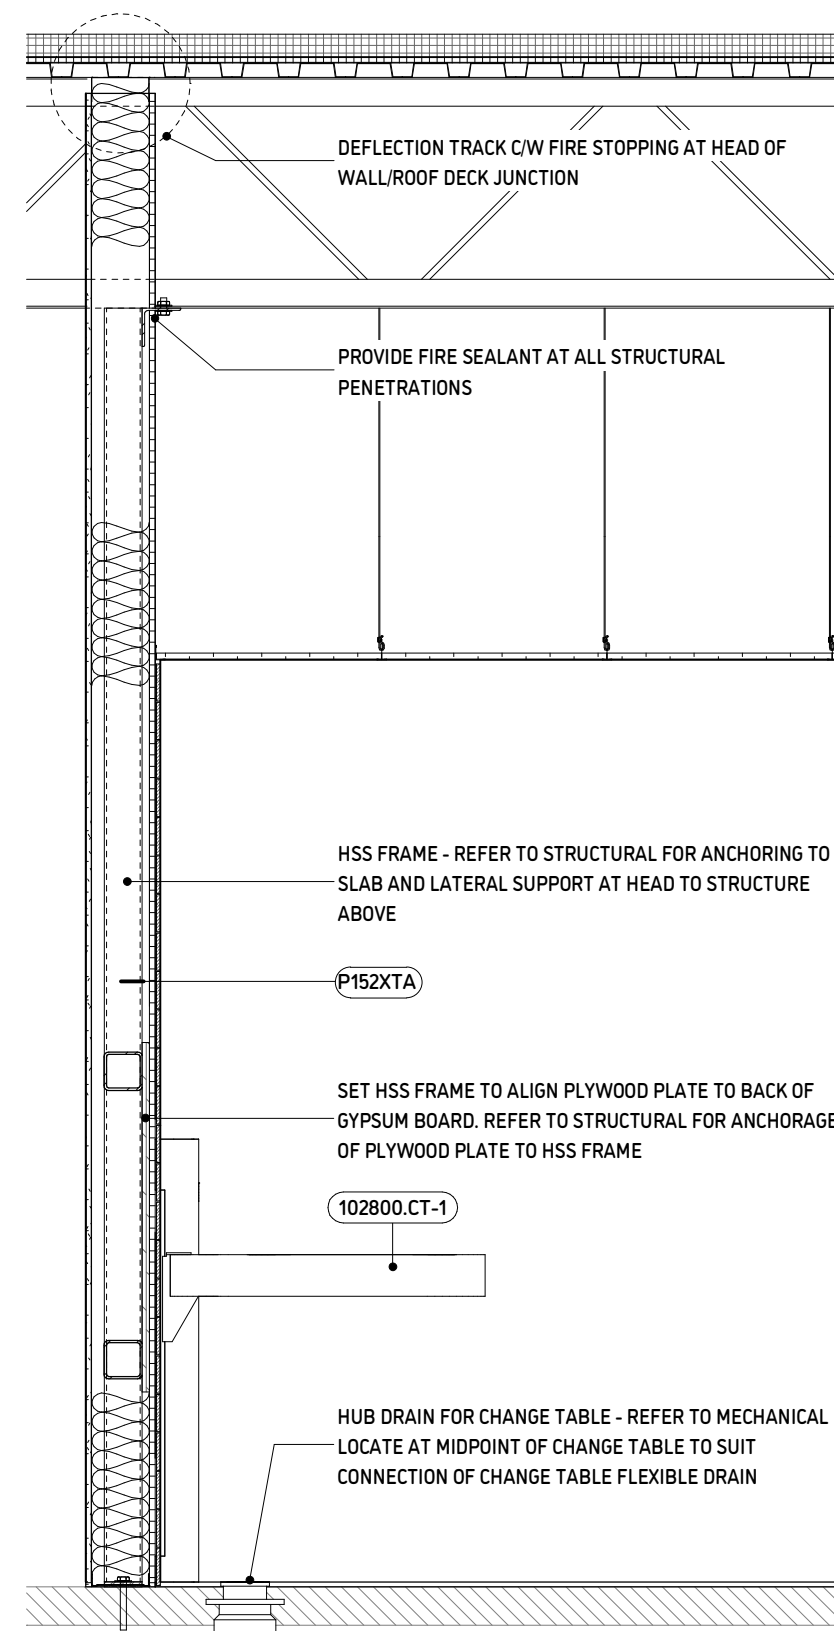 DEFLECTION TRACK C/W FIRE STOPPING AT HEAD OF
WALL/ROOF DECK JUNCTION
PROVIDE FIRE SEALANT AT ALL STRUCTURAL
PENETRATIONS
HSS FRAME - REFER TO STRUCTURAL FOR ANCHORING TO
SLAB AND LATERAL SUPPORT AT HEAD TO STRUCTURE
ABOVE
P152XTA
SET HSS FRAME TO ALIGN PLYWOOD PLATE TO BACK OF
GYPSUM BOARD. REFER TO STRUCTURAL FOR ANCHORAGE
OF PLYWOOD PLATE TO HSS FRAME
102800.CT-1
HUB DRAIN FOR CHANGE TABLE - REFER TO MECHANICAL
LOCATE AT MIDPOINT OF CHANGE TABLE TO SUIT
CONNECTION OF CHANGE TABLE FLEXIBLE DRAIN